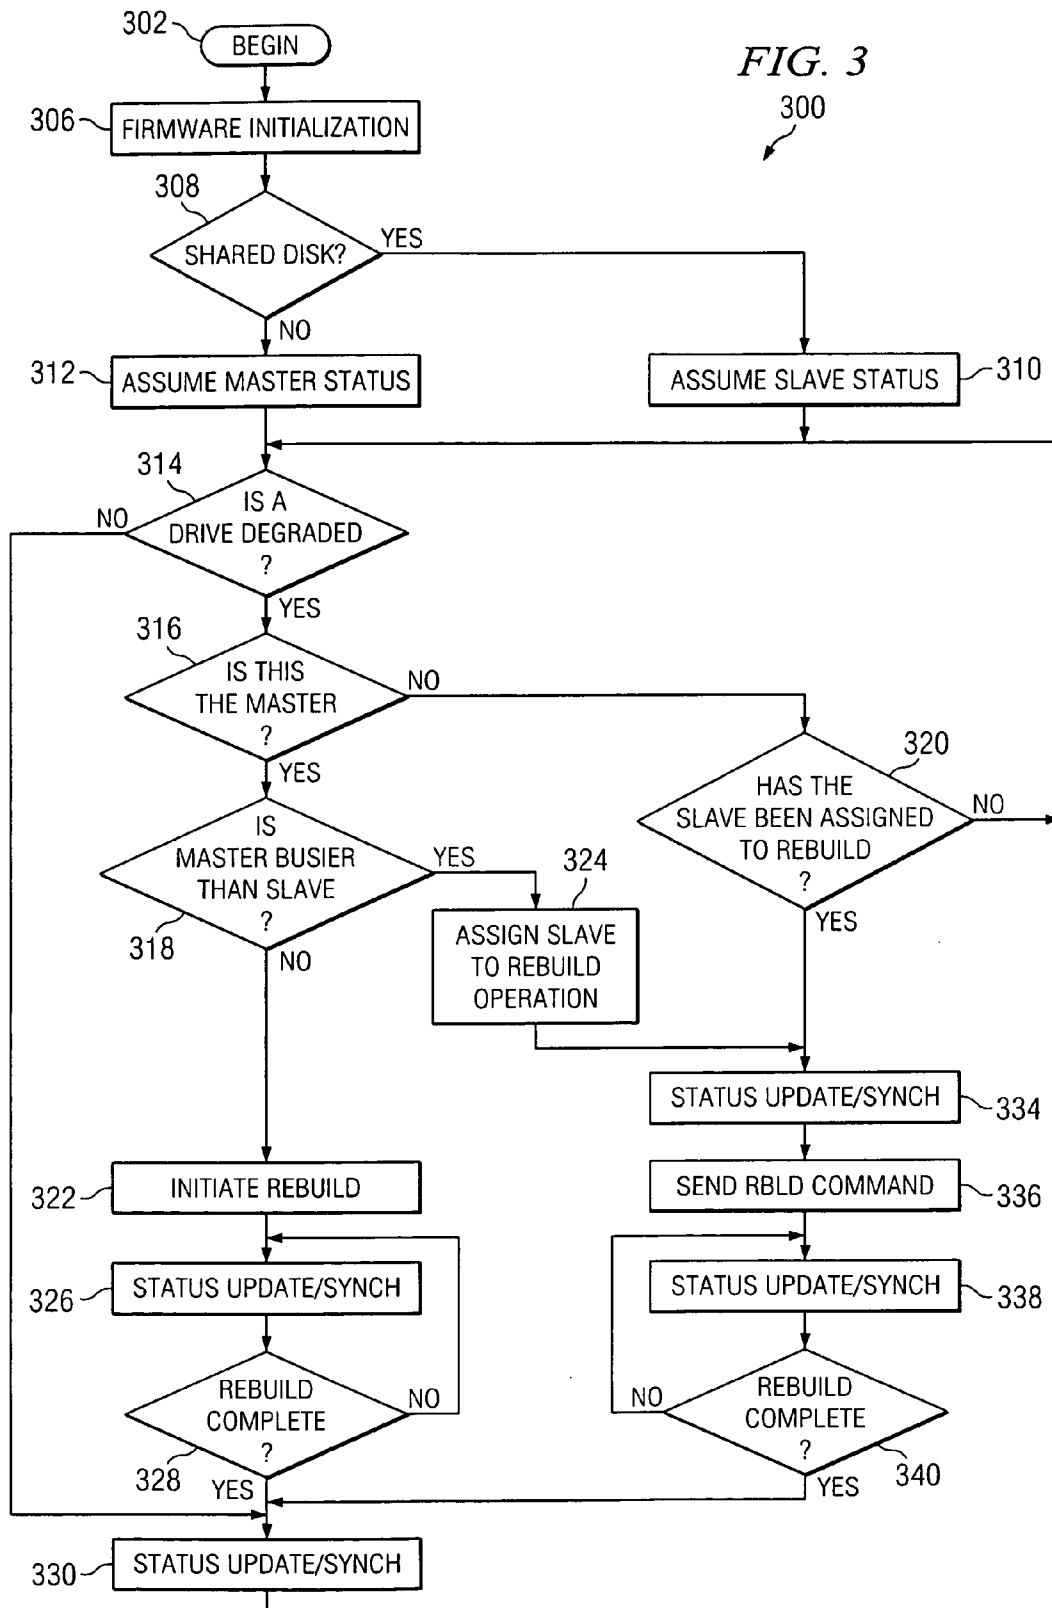 FIG. 3
300
302
BEGIN
306
FIRMWARE INITIALIZATION
308
SHARED DISK?
YES
NO
312
ASSUME MASTER STATUS
ASSUME SLAVE STATUS
310
314
IS A
DRIVE DEGRADED
?
NO
YES
316
IS THIS
THE MASTER
?
NO
YES
320
HAS THE
SLAVE BEEN ASSIGNED
TO REBUILD
?
NO
YES
IS
MASTER BUSIER
THAN SLAVE
?
318
YES
NO
324
ASSIGN SLAVE
TO REBUILD
OPERATION
STATUS UPDATE/SYNCH
334
322
INITIATE REBUILD
SEND RBLD COMMAND
336
326
STATUS UPDATE/SYNCH
STATUS UPDATE/SYNCH
338
REBUILD
COMPLETE
?
NO
328
YES
REBUILD
COMPLETE
?
NO
340
YES
330
STATUS UPDATE/SYNCH